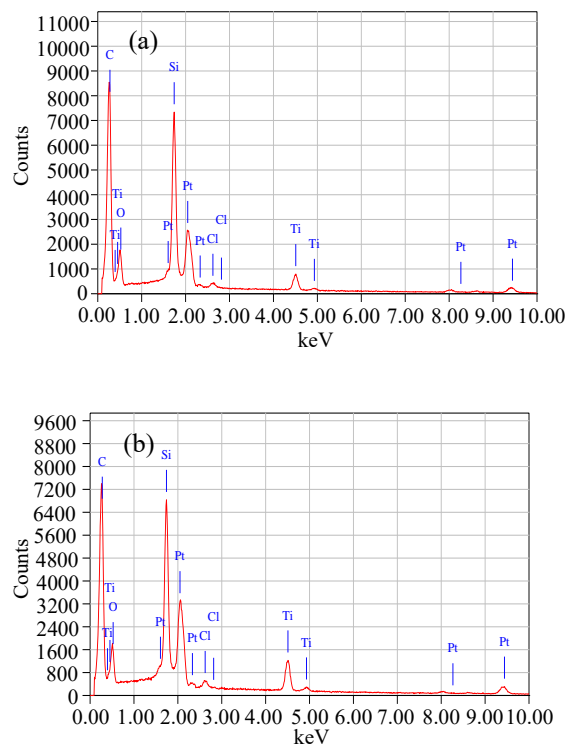 (a)
11000
10000
9000
8000
7000
6000
5000
4000
3000
2000
1000
0
Counts
C
Ti
O
Ti
Pt
Si
Pt
Pt
Cl
Cl
Ti
Ti
Pt
Pt
0.00 1.00 2.00 3.00 4.00 5.00 6.00 7.00 8.00 9.00 10.00
keV
(b)
9600
8800
8000
7200
6400
5600
4800
4000
3200
2400
1600
800
0
Counts
C
Ti
O
Ti
Pt
Si
Pt
Pt
Cl
Cl
Ti
Ti
Pt
Pt
0.00 1.00 2.00 3.00 4.00 5.00 6.00 7.00 8.00 9.00 10.00
keV